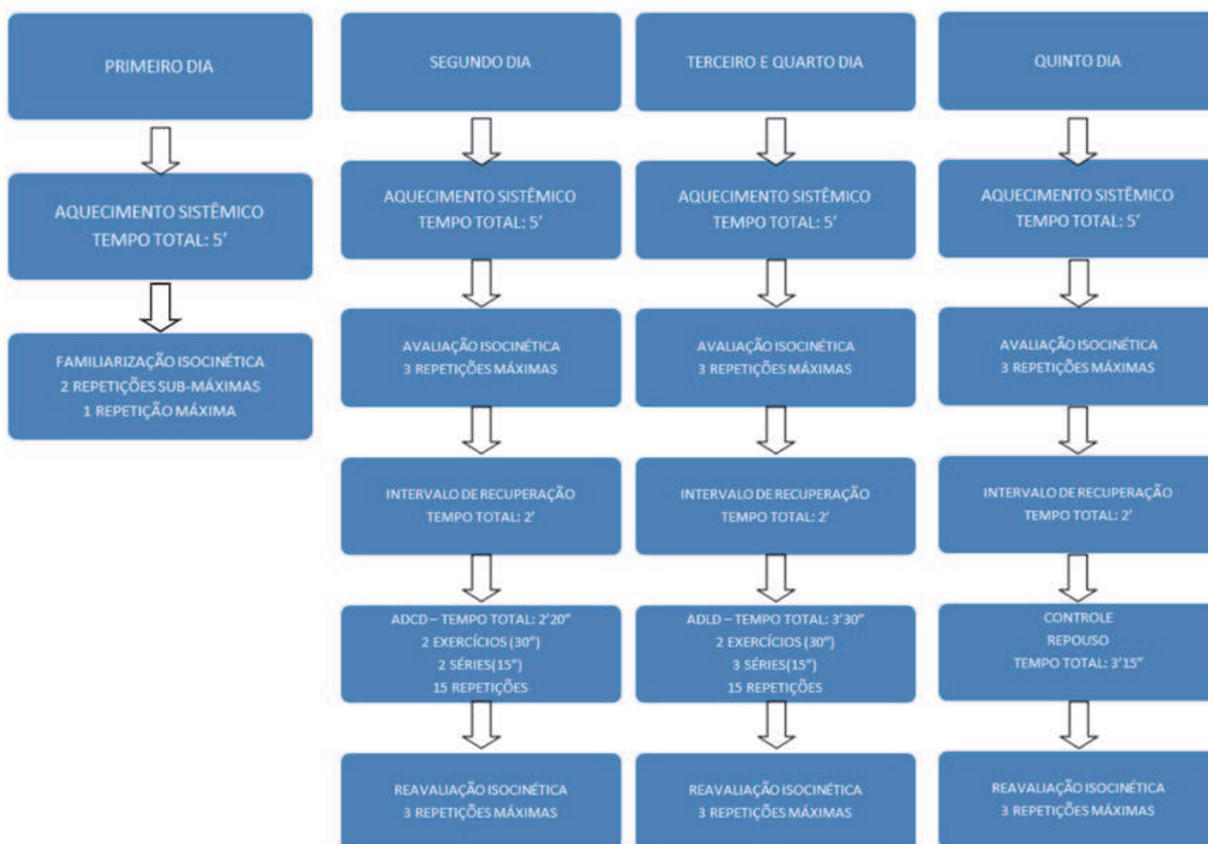 PRIMEIRO DIA
AQUECIMENTO SISTÊMICO
TEMPO TOTAL: 5’
FAMILIARIZAÇÃO ISOCINÉTICA
2 REPETIÇÕES SUB-MÁXIMAS
1 REPETIÇÃO MÁXIMA
SEGUNDO DIA
AQUECIMENTO SISTÊMICO
TEMPO TOTAL: 5’
AVALIAÇÃO ISOCINÉTICA
3 REPETIÇÕES MÁXIMAS
INTERVALO DE RECUPERAÇÃO
TEMPO TOTAL: 2’
ADCD – TEMPO TOTAL: 2’20”
2 EXERCÍCIOS (30”)
2 SÉRIES(15”)
15 REPETIÇÕES
REAVALIAÇÃO ISOCINÉTICA
3 REPETIÇÕES MÁXIMAS
TERCEIRO E QUARTO DIA
AQUECIMENTO SISTÊMICO
TEMPO TOTAL: 5’
AVALIAÇÃO ISOCINÉTICA
3 REPETIÇÕES MÁXIMAS
INTERVALO DE RECUPERAÇÃO
TEMPO TOTAL: 2’
ADLD – TEMPO TOTAL: 3’30”
2 EXERCÍCIOS (30”)
3 SÉRIES(15”)
15 REPETIÇÕES
REAVALIAÇÃO ISOCINÉTICA
3 REPETIÇÕES MÁXIMAS
QUINTO DIA
AQUECIMENTO SISTÊMICO
TEMPO TOTAL: 5’
AVALIAÇÃO ISOCINÉTICA
3 REPETIÇÕES MÁXIMAS
INTERVALO DE RECUPERAÇÃO
TEMPO TOTAL: 2’
CONTROLE
REPOUSO
TEMPO TOTAL: 3’15”
REAVALIAÇÃO ISOCINÉTICA
3 REPETIÇÕES MÁXIMAS